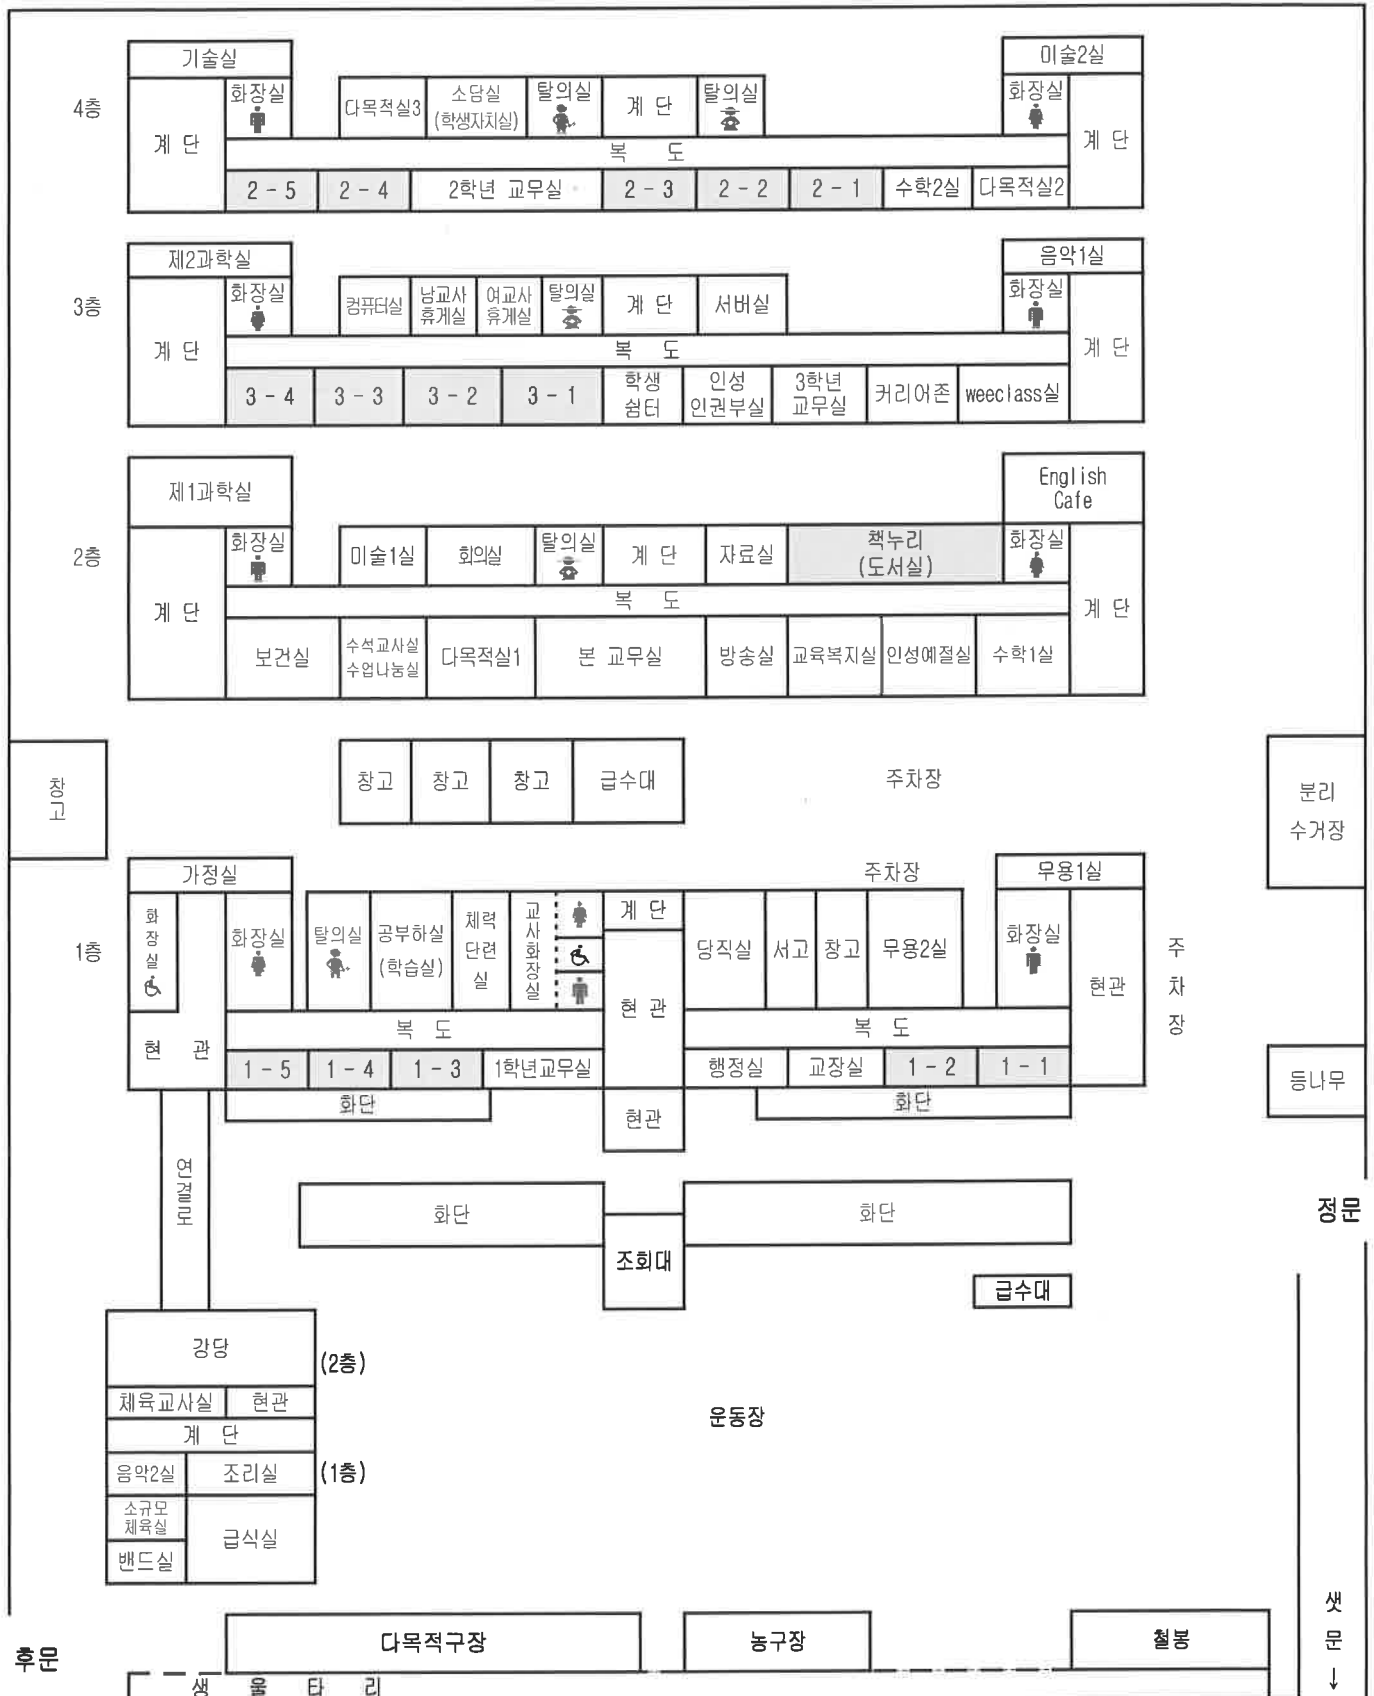 기술실
미술2실
4층
계 단
화장실
다목적실3
소담실
(학생자치실)
탈의실
계 단
탈의실
화장실
계 단
복 도
2 - 5
2 - 4
2학년 교무실
2 - 3
2 - 2
2 - 1
수학2실
다목적실2
제2과학실
음악1실
3층
계 단
화장실
컴퓨터실
남교사
휴게실
여교사
휴게실
탈의실
계 단
서버실
화장실
계 단
복 도
3 - 4
3 - 3
3 - 2
3 - 1
학생
쉼터
인성
인권부실
3학년
교무실
커리어존
weeclass실
제1과학실
English
Cafe
2층
계 단
화장실
미술1실
회의실
탈의실
계 단
자료실
책누리
(도서실)
화장실
계 단
복 도
보건실
수석교사실
수업나눔실
다목적실1
본 교무실
방송실
교육복지실
인성예절실
수학1실
창고
창고
창고
창고
급수대
주차장
분리
수거장
가정실
주차장
무용1실
1층
화장실
현 관
화장실
탈의실
공부하실
(학습실)
체력
단련
실
교사화장실
계 단
현 관
당직실
서고
창고
무용2실
화장실
현관
주차장
복 도
복 도
1 - 5
1 - 4
1 - 3
1학년교무실
행정실
교장실
1 - 2
1 - 1
등나무
화단
현관
화단
연결로
화단
화단
정문
조회대
급수대
강당
(2층)
체육교사실
현관
계 단
운동장
음악2실
조리실
(1층)
소규모
체육실
급식실
밴드실
후문
다목적구장
농구장
철봉
샛문↓
생 울 타 리